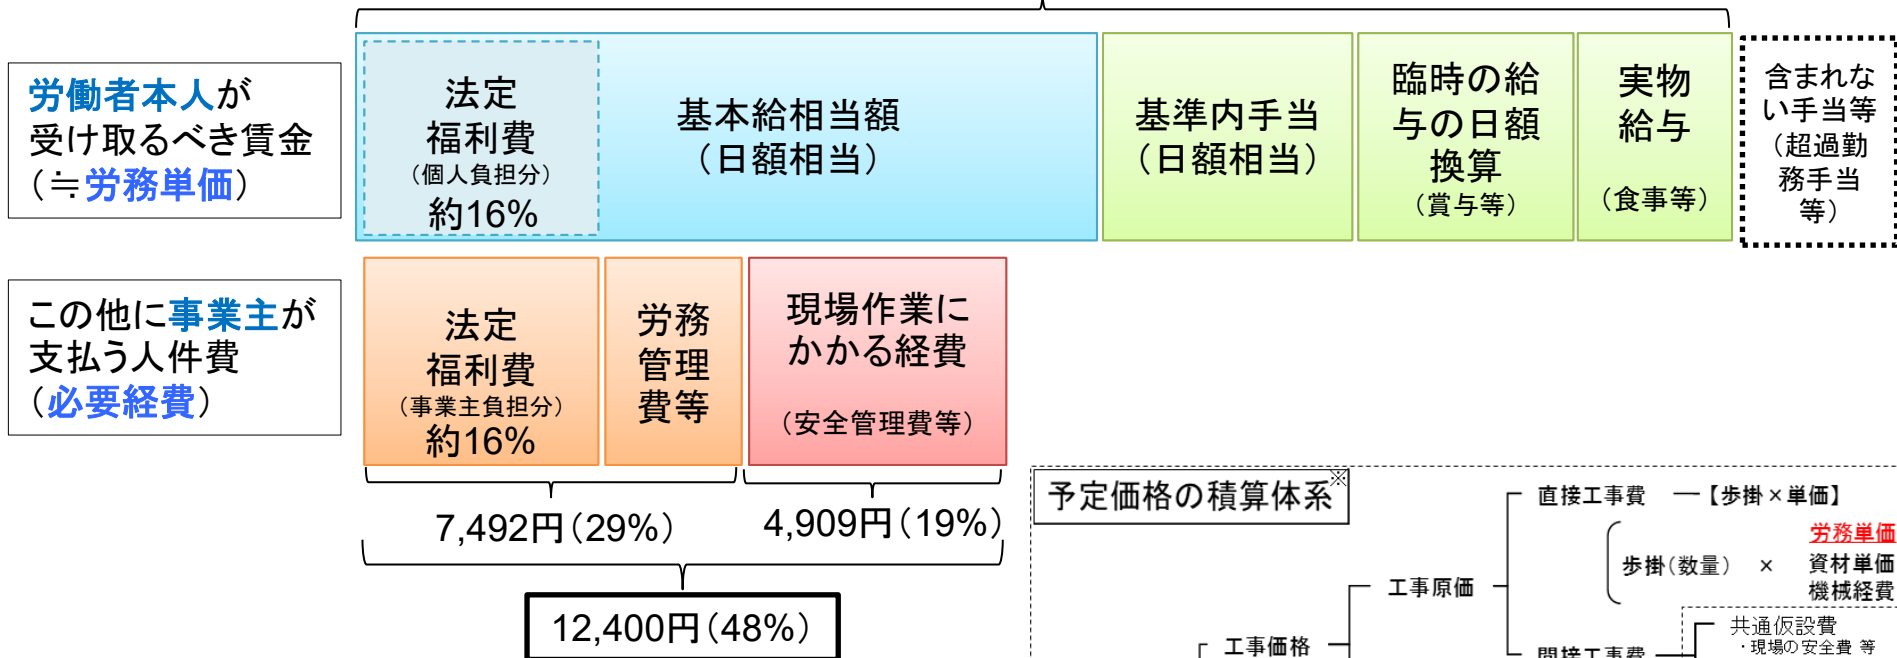 労働者本人が
受け取るべき賃金
(≒労務単価)
法定
福利費
(個人負担分)
約16%
基本給相当額
(日額相当)
基準内手当
(日額相当)
臨時の給
与の日額
換算
(賞与等)
実物
給与
(食事等)
含まれな
い手当等
(超過勤
務手当
等)
この他に事業主が
支払う人件費
(必要経費)
法定
福利費
(事業主負担分)
約16%
労務
管理
費等
現場作業に
かかる経費
(安全管理費等)
7,492円(29%)
4,909円(19%)
12,400円(48%)
予定価格の積算体系※
直接工事費 ―【歩掛×単価】
労務単価
歩掛(数量) × 資材単価
機械経費
工事原価
共通仮設費
・現場の安全費 等
工事価格
間接工事費